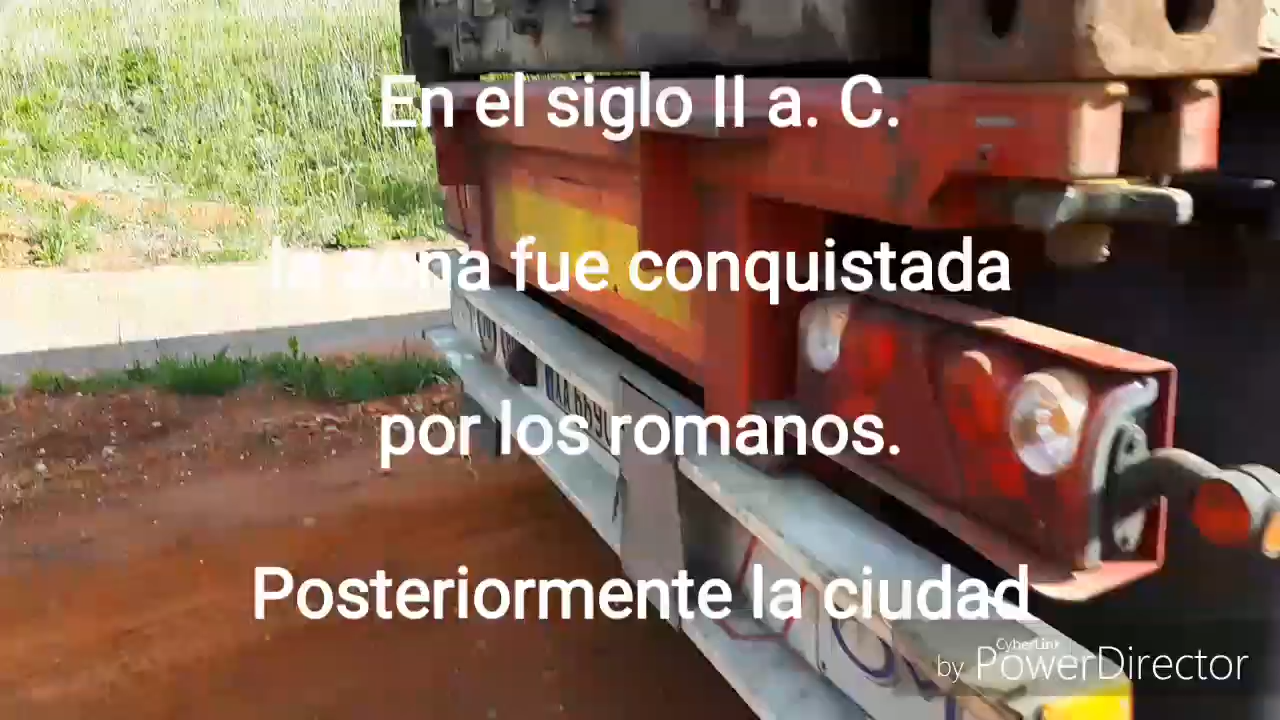 En el siglo II a. C.
la zona fue conquistada
por los romanos.
Posteriormente la ciudad
CyberLink
by PowerDirector